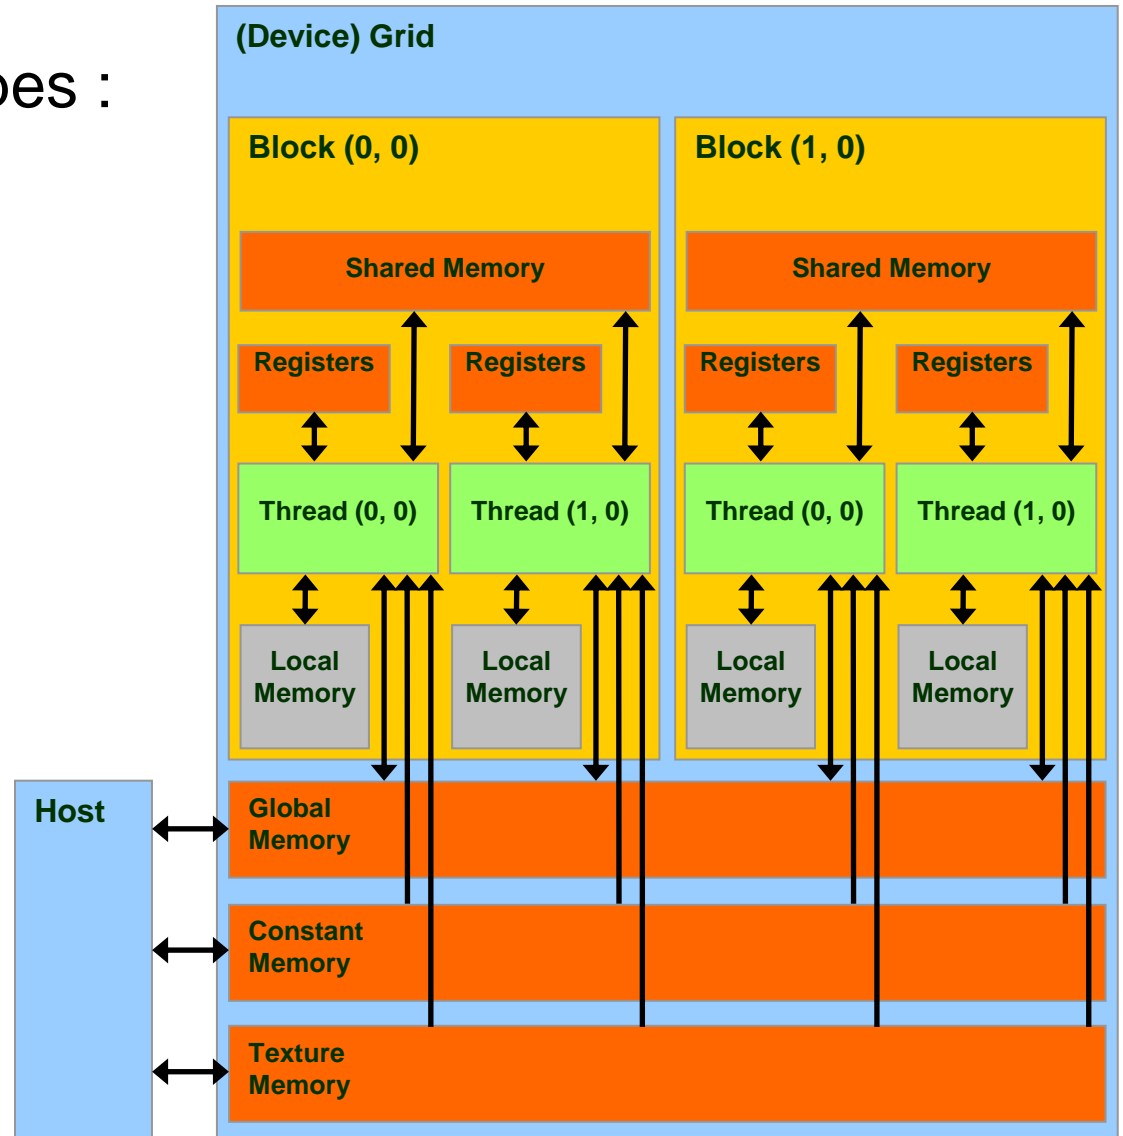 (Device) Grid
pes :
Block (0, 0)
Block (1, 0)
Shared Memory
Shared Memory
Registers
Registers
Registers
Registers
Thread (0, 0)
Thread (1, 0)
Thread (0, 0)
Thread (1, 0)
Local
Memory
Local
Memory
Local
Memory
Local
Memory
Host
Global
Memory
Constant
Memory
Texture
Memory